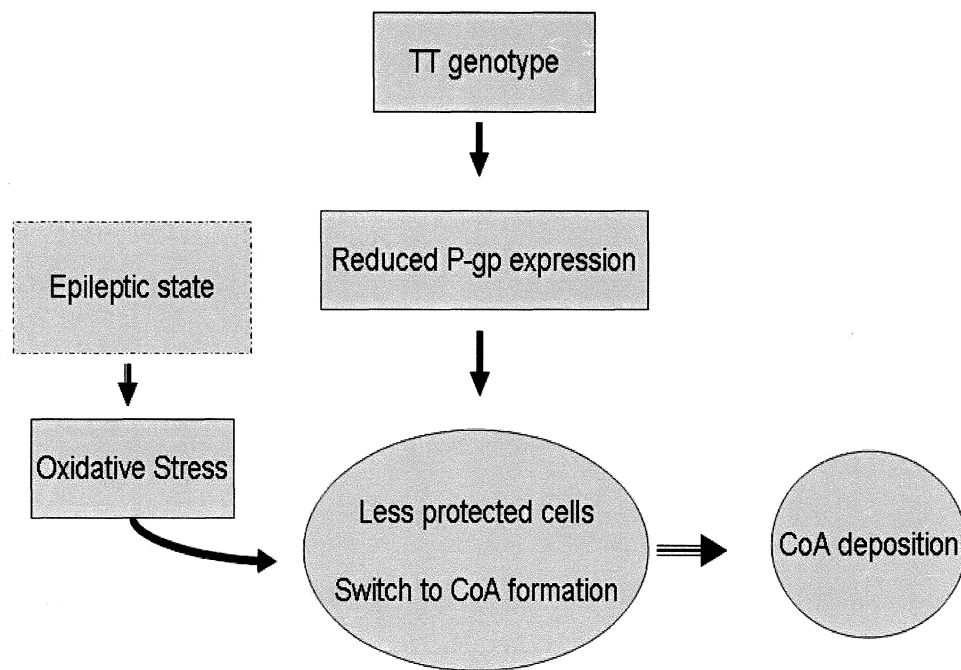 TT genotype
Reduced P-gp expression
Epileptic state
Oxidative Stress
Less protected cells
Switch to CoA formation
CoA deposition